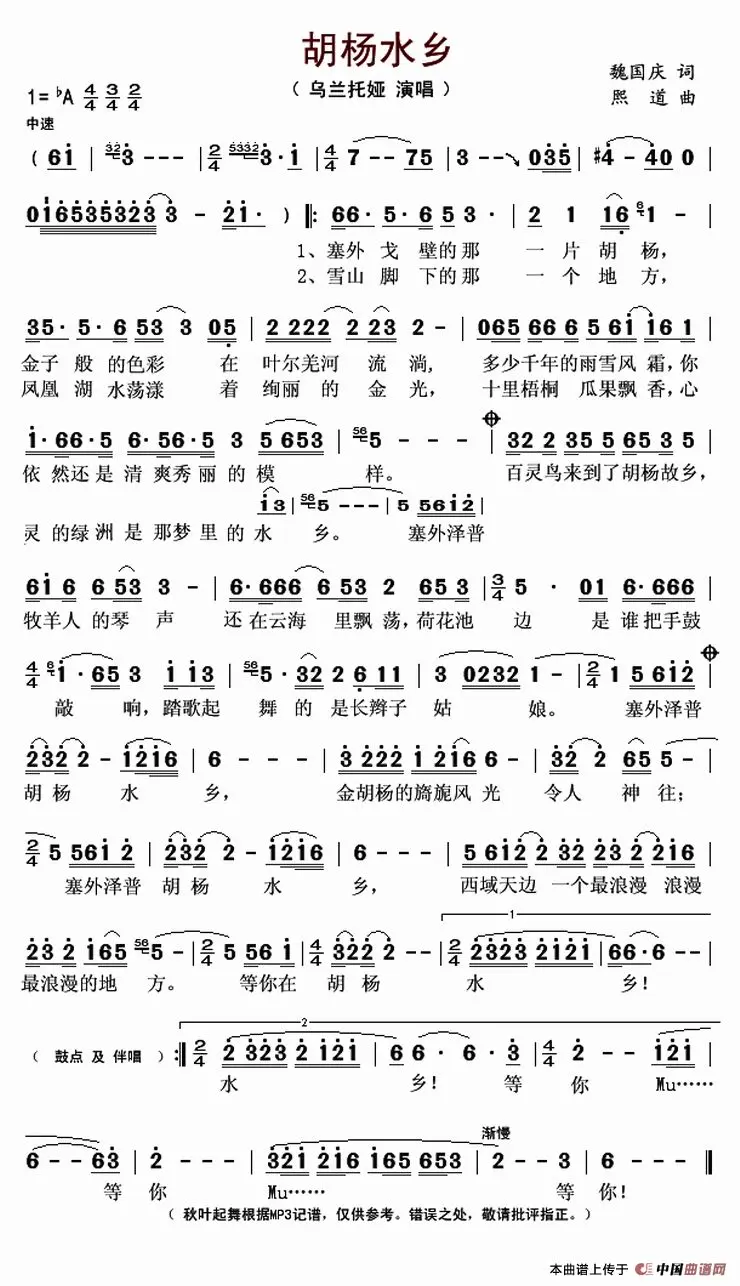 胡杨水乡
（ 乌兰托娅 演唱 ）
魏国庆 词
熙 道 曲
1= ♭A 4/4 3/4 2/4
中速
1、塞外 戈 壁的那 一 片 胡 杨，
2、雪山 脚 下的那 一 个 地 方，
金子 般 的色彩 在 叶尔羌河 流 淌, 多少千年的雨雪风 霜,你
凤凰 湖 水荡漾 着 绚丽 的 金 光, 十里梧桐 瓜果飘 香,心
依 然还 是 清 爽秀 丽 的 模 样。 百灵鸟来到了胡杨故乡，
灵 的绿 洲 是 那梦 里 的 水 乡。 塞外泽普
牧羊人 的 琴 声 还 在云海 里飘 荡,荷花池 边 是 谁把手鼓
敲 响,踏歌起 舞 的 是长辫子 姑 娘。 塞外泽普
胡 杨 水 乡， 金胡杨的旖旎风 光 令人 神 往；
塞外泽普 胡 杨 水 乡， 西域天边 一个最浪漫 浪漫
最浪漫的地 方。 等你在 胡 杨 水 乡！
（ 鼓点 及 伴唱 ）
水 乡！ 等 你 Mu……
渐慢
等 你 Mu…… 等 你！
（ 秋叶起舞根据MP3记谱，仅供参考。错误之处，敬请批评指正。）
本曲谱上传于 中国曲谱网